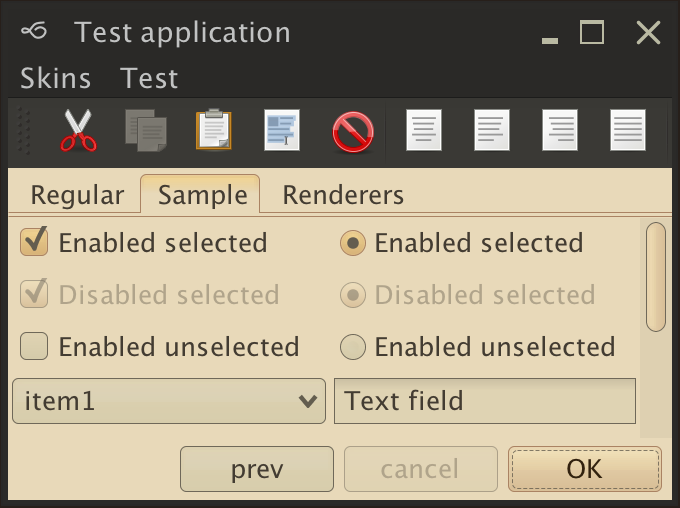 Test application
Skins Test
Regular Sample Renderers
Enabled selected Enabled selected
Disabled selected Disabled selected
Enabled unselected Enabled unselected
item1 Text field
prev cancel OK